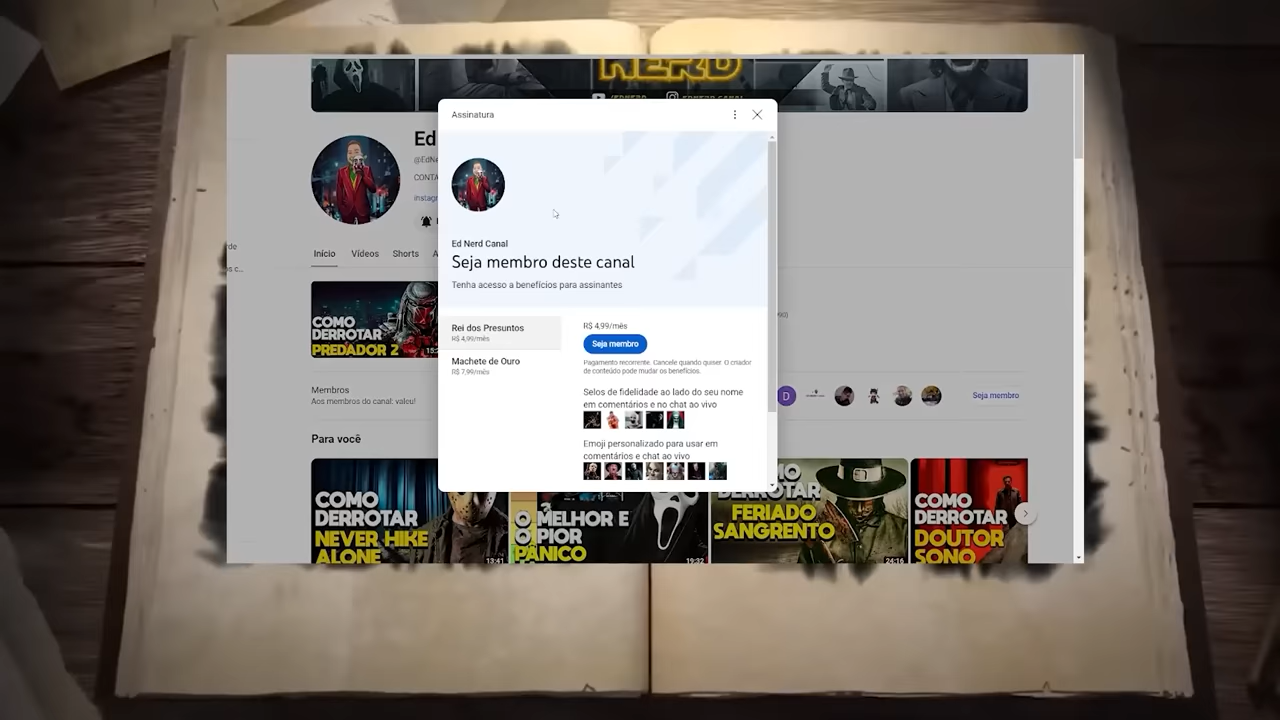 NERD
Assinatura
Ed
CONTA
Início
Vídeos
Shorts
Ed Nerd Canal
Seja membro deste canal
Tenha acesso a benefícios para assinantes
COMO
DERROTAR
PREDADOR 2
Rei dos Presuntos
R$ 4,99/mês
Machete de Ouro
R$ 7,99/mês
R$ 4,99/mês
Seja membro
Pagamento recorrente. Cancele quando quiser. O criador
de conteúdo pode mudar os benefícios.
Selos de fidelidade ao lado do seu nome
em comentários e no chat ao vivo
Emoji personalizado para usar em
comentários e chat ao vivo
Membros
Aos membros do canal: valeu!
D
Seja membro
Para você
COMO
DERROTAR
NEVER HIKE
ALONE
13:41
O MELHOR E
O PIOR
PÂNICO
19:32
DERROTAR
FERIADO
SANGRENTO
24:16
COMO
DERROTAR
DOUTOR
SONO